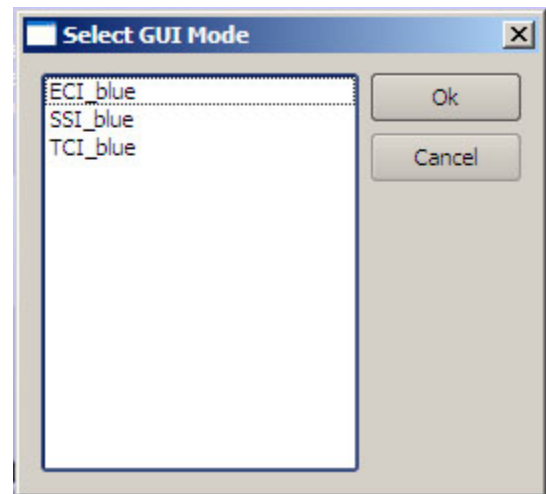 Select GUI Mode
ECI_blue
SSI_blue
TCI_blue
Ok
Cancel